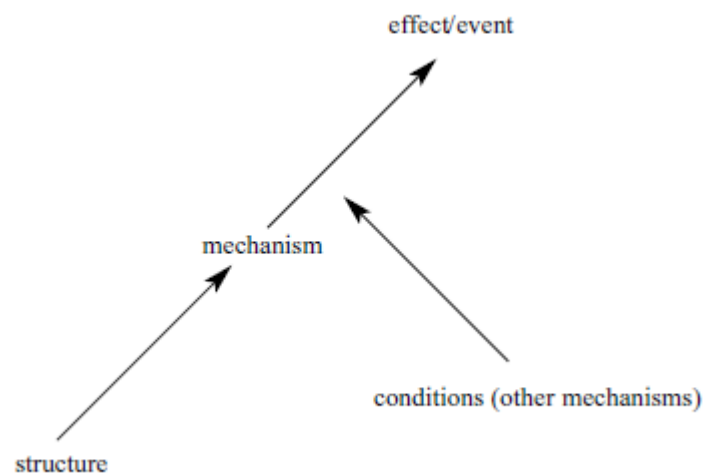 effect/event
mechanism
conditions (other mechanisms)
structure